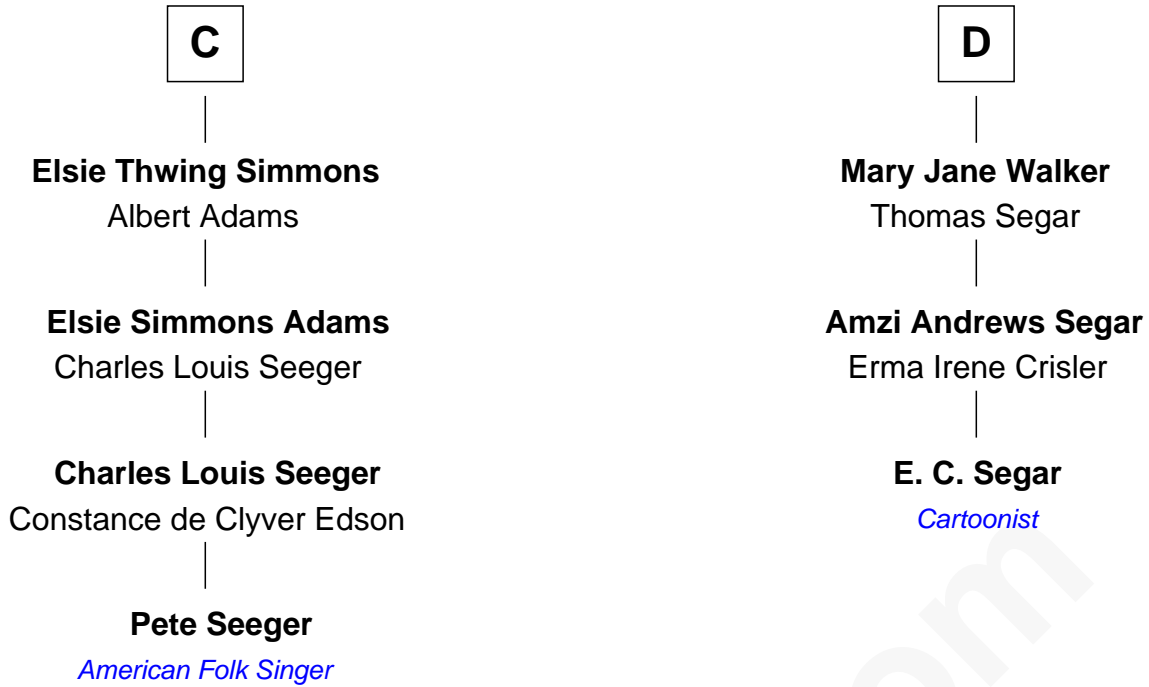 C
Elsie Thwing Simmons
Albert Adams
Elsie Simmons Adams
Charles Louis Seeger
Charles Louis Seeger
Constance de Clyver Edson
Pete Seeger
American Folk Singer
D
Mary Jane Walker
Thomas Segar
Amzi Andrews Segar
Erma Irene Crisler
E. C. Segar
Cartoonist
om